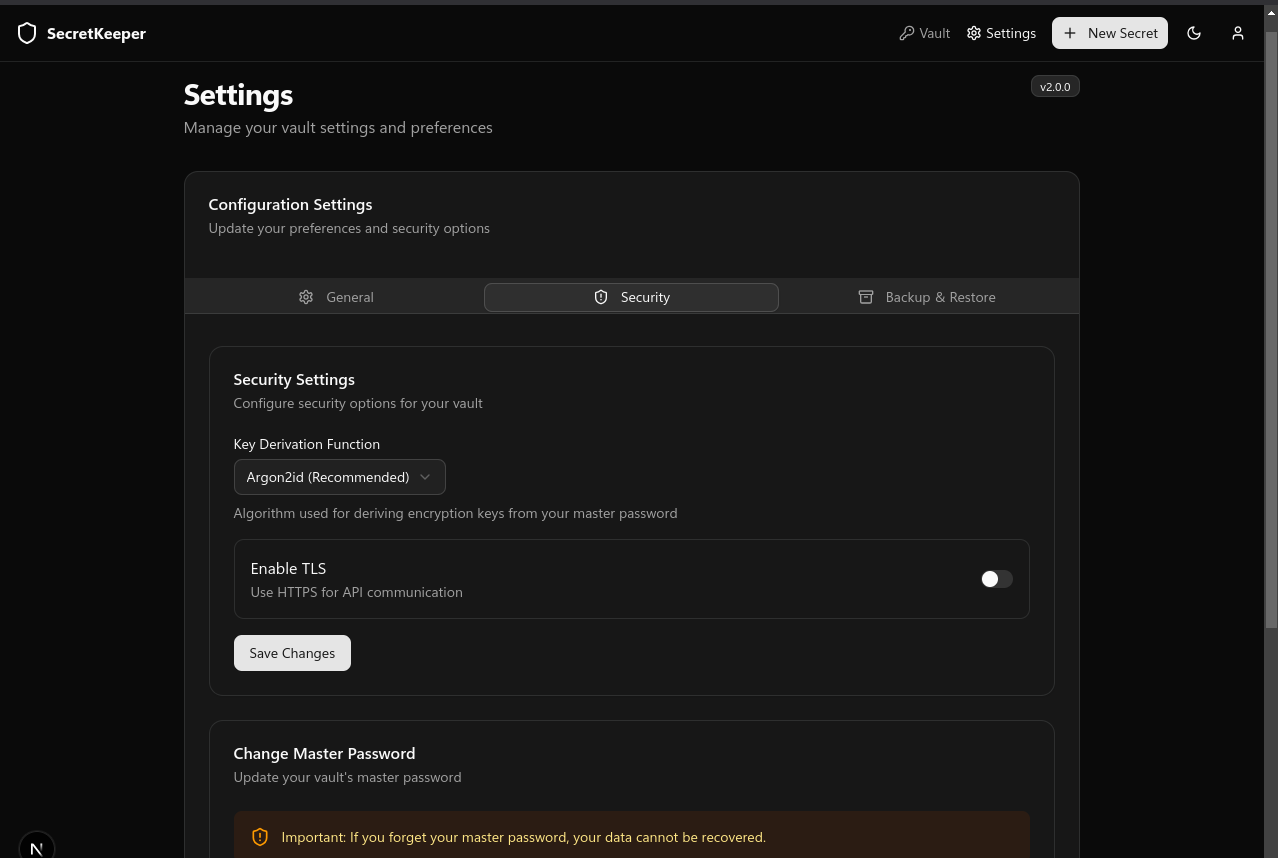 SecretKeeper
Vault
Settings
New Secret
Settings
v2.0.0
Manage your vault settings and preferences
Configuration Settings
Update your preferences and security options
General
Security
Backup & Restore
Security Settings
Configure security options for your vault
Key Derivation Function
Argon2id (Recommended)
Algorithm used for deriving encryption keys from your master password
Enable TLS
Use HTTPS for API communication
Save Changes
Change Master Password
Update your vault's master password
Important: If you forget your master password, your data cannot be recovered.
N